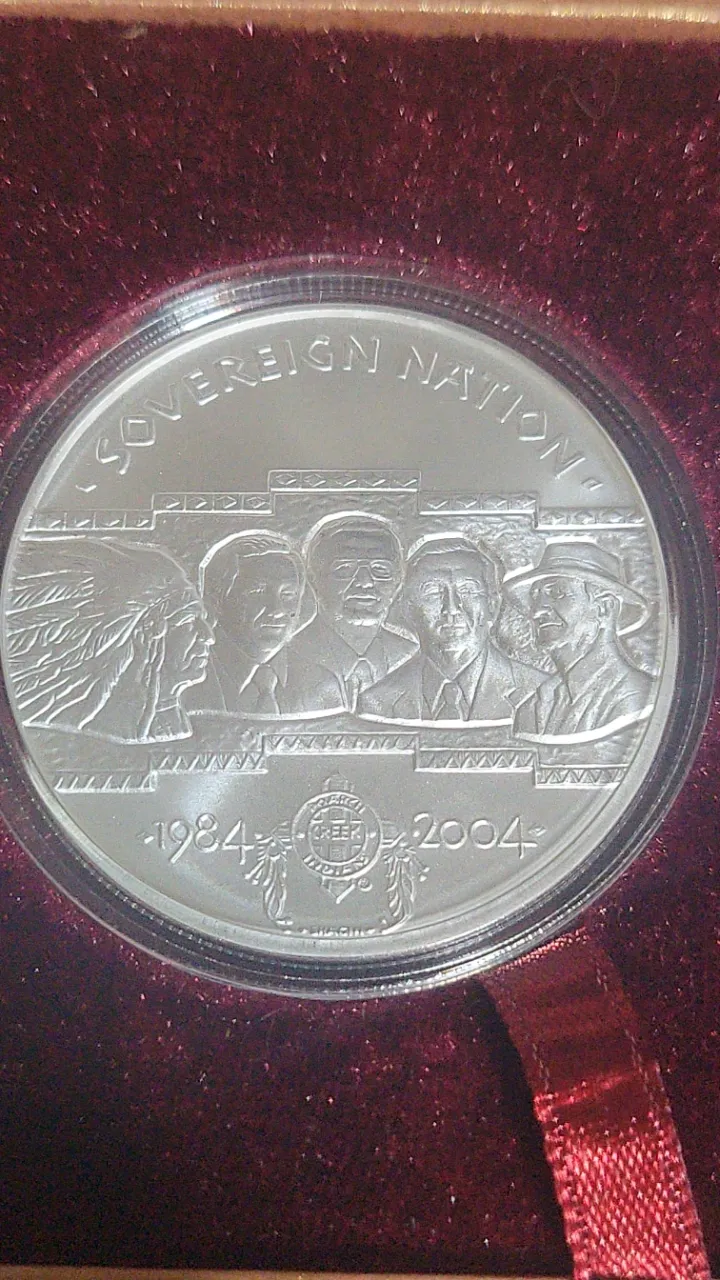 SOVEREIGN NATION
1984 2004
POARCH
CREEK
INDIANS